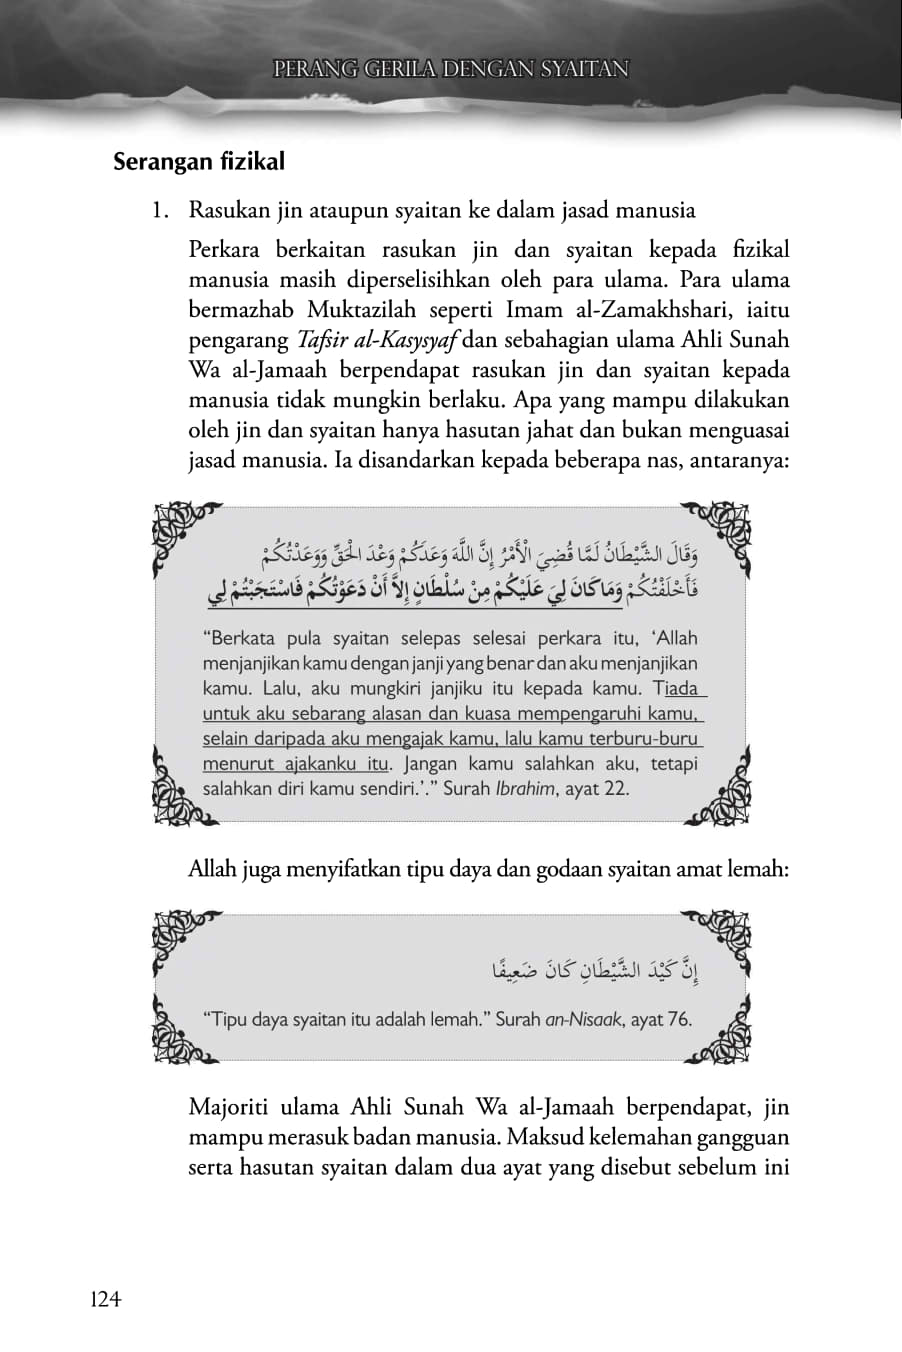 PERANG GERILA DENGAN SYAITAN
Serangan fizikal
1. Rasukan jin ataupun syaitan ke dalam jasad manusia
Perkara berkaitan rasukan jin dan syaitan kepada fizikal
manusia masih diperselisihkan oleh para ulama. Para ulama
bermazhab Muktazilah seperti Imam al-Zamakhshari, iaitu
pengarang Tafsir al-Kasysyaf dan sebahagian ulama Ahli Sunah
Wa al-Jamaah berpendapat rasukan jin dan syaitan kepada
manusia tidak mungkin berlaku. Apa yang mampu dilakukan
oleh jin dan syaitan hanya hasutan jahat dan bukan menguasai
jasad manusia. Ia disandarkan kepada beberapa nas, antaranya:
وَقَالَ الشَّيْطَانُ لَمَّا قُضِيَ الْأَمْرُ إِنَّ اللَّهَ وَعَدَكُمْ وَعْدَ الْحَقِّ وَوَعَدْتُكُمْ
فَأَخْلَفْتُكُمْ وَمَا كَانَ لِيَ عَلَيْكُمْ مِنْ سُلْطَانٍ إِلاَّ أَنْ دَعَوْتُكُمْ فَاسْتَجَبْتُمْ لِي
“Berkata pula syaitan selepas selesai perkara itu, ‘Allah
menjanjikan kamu dengan janji yang benar dan aku menjanjikan
kamu. Lalu, aku mungkiri janjiku itu kepada kamu. Tiada
untuk aku sebarang alasan dan kuasa mempengaruhi kamu,
selain daripada aku mengajak kamu, lalu kamu terburu-buru
menurut ajakanku itu. Jangan kamu salahkan aku, tetapi
salahkan diri kamu sendiri.’.” Surah Ibrahim, ayat 22.
Allah juga menyifatkan tipu daya dan godaan syaitan amat lemah:
إِنَّ كَيْدَ الشَّيْطَانِ كَانَ ضَعِيفًا
“Tipu daya syaitan itu adalah lemah.” Surah an-Nisaak, ayat 76.
Majoriti ulama Ahli Sunah Wa al-Jamaah berpendapat, jin
mampu merasuk badan manusia. Maksud kelemahan gangguan
serta hasutan syaitan dalam dua ayat yang disebut sebelum ini
124